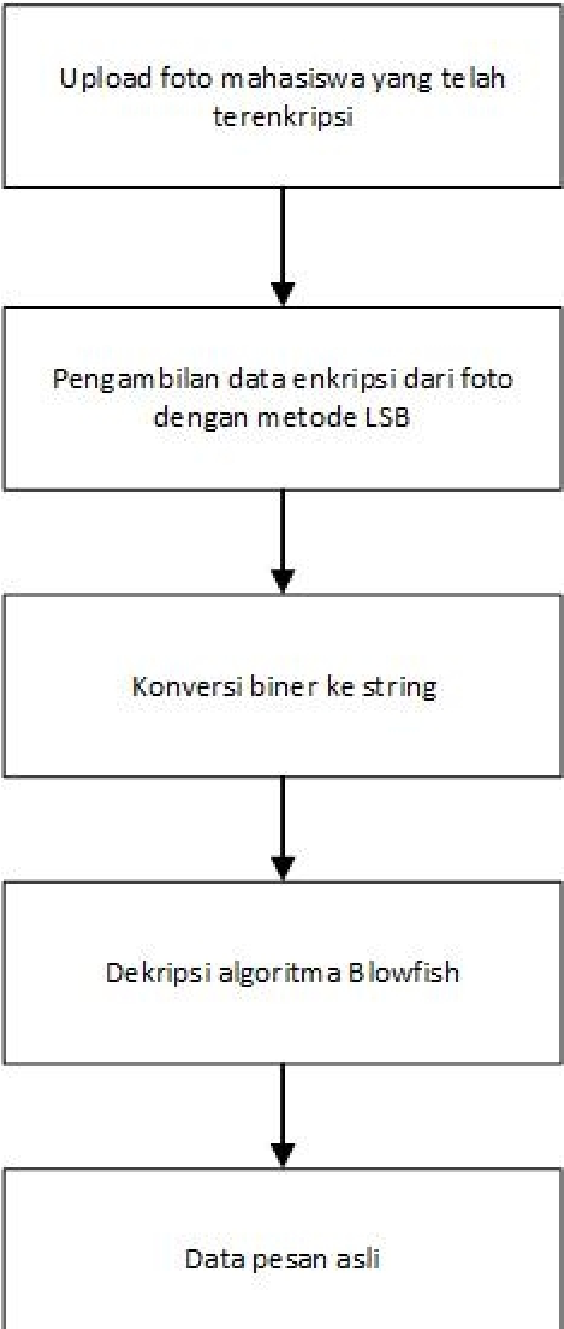 Upload foto mahasiswa yang telah
terenkripsi
Pengambilan data enkripsi dari foto
dengan metode LSB
Konversi biner ke string
Dekripsi algoritma Blowfish
Data pesan asli